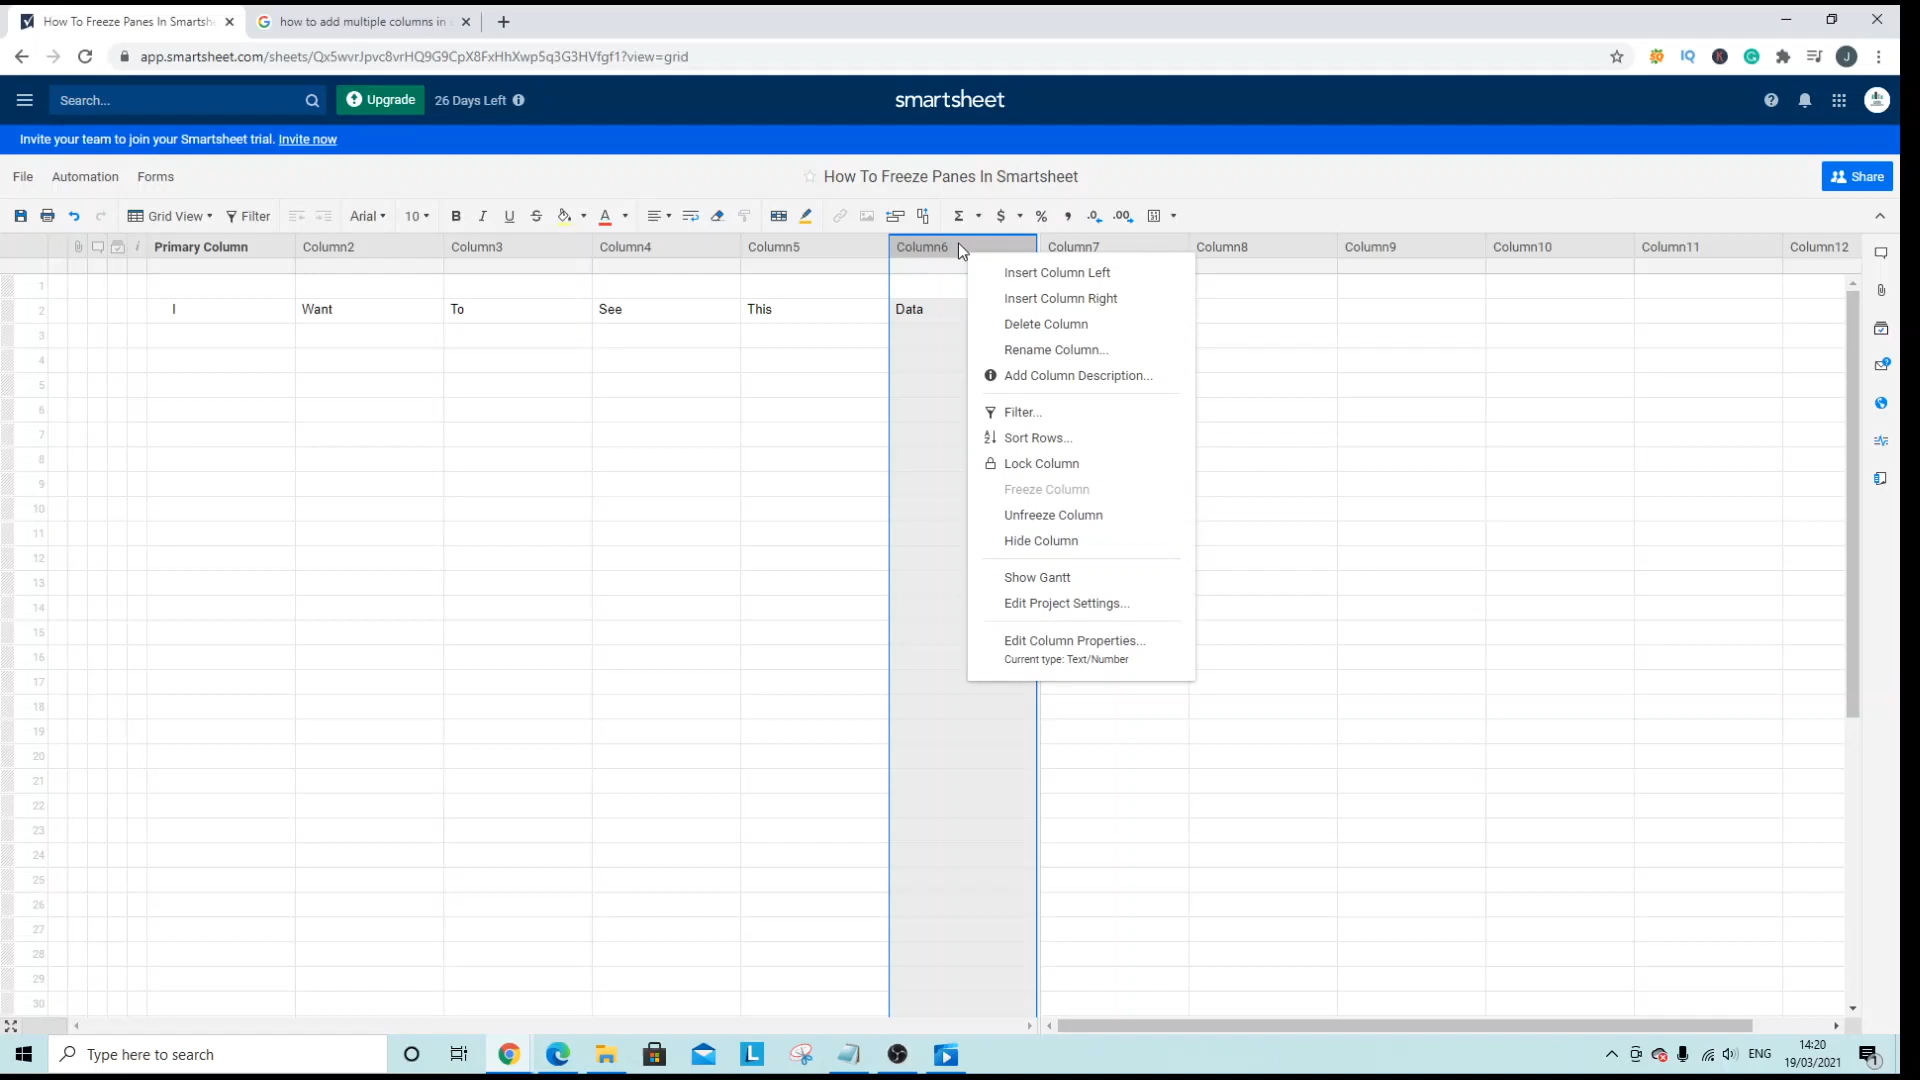 How To Freeze Panes In Smartsh
how to add multiple columns in
app.smartsheet.com/sheets/Qx5wvrJpvc8vrHQ9G9CpX8FxHhXwp5q3G3HVfgf1?view=grid
Search...
Upgrade
26 Days Left
smartsheet
Invite your team to join your Smartsheet trial. Invite now
File Automation Forms
How To Freeze Panes In Smartsheet
Share
Grid View
Filter
Arial
10
Primary Column Column2 Column3 Column4 Column5 Column6 Column7 Column8 Column9 Column10 Column11 Column12
1
2 I Want To See This Data
3
4
5
6
7
8
9
10
11
12
13
14
15
16
17
18
19
20
21
22
23
24
25
26
27
28
29
30
Insert Column Left
Insert Column Right
Delete Column
Rename Column...
Add Column Description...
Filter...
Sort Rows...
Lock Column
Freeze Column
Unfreeze Column
Hide Column
Show Gantt
Edit Project Settings...
Edit Column Properties...
Current type: Text/Number
Type here to search
ENG
14:20
19/03/2021